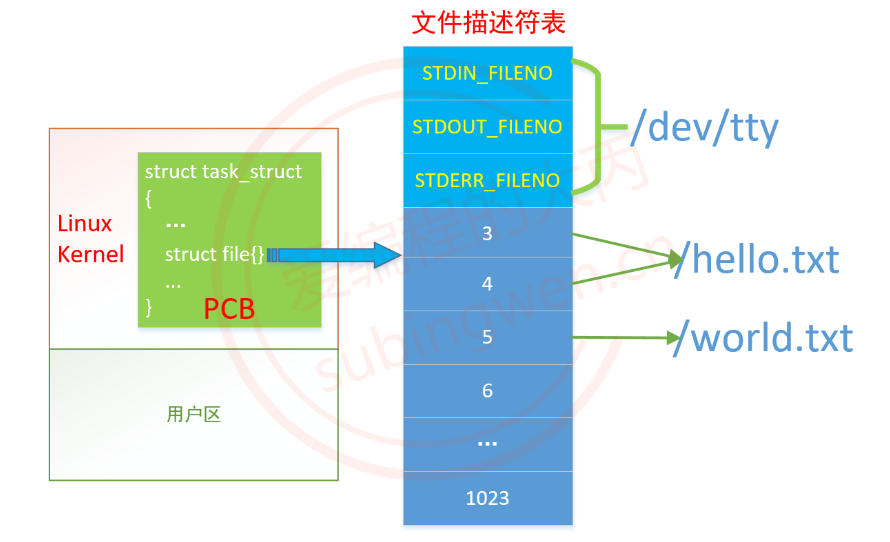 文件描述符表
STDIN_FILENO
STDOUT_FILENO
STDERR_FILENO
3
4
5
6
...
1023
/dev/tty
/hello.txt
/world.txt
Linux
Kernel
struct task_struct
{
...
struct file{}
...
}
PCB
用户区
爱编程的大丙
subingwen.cn